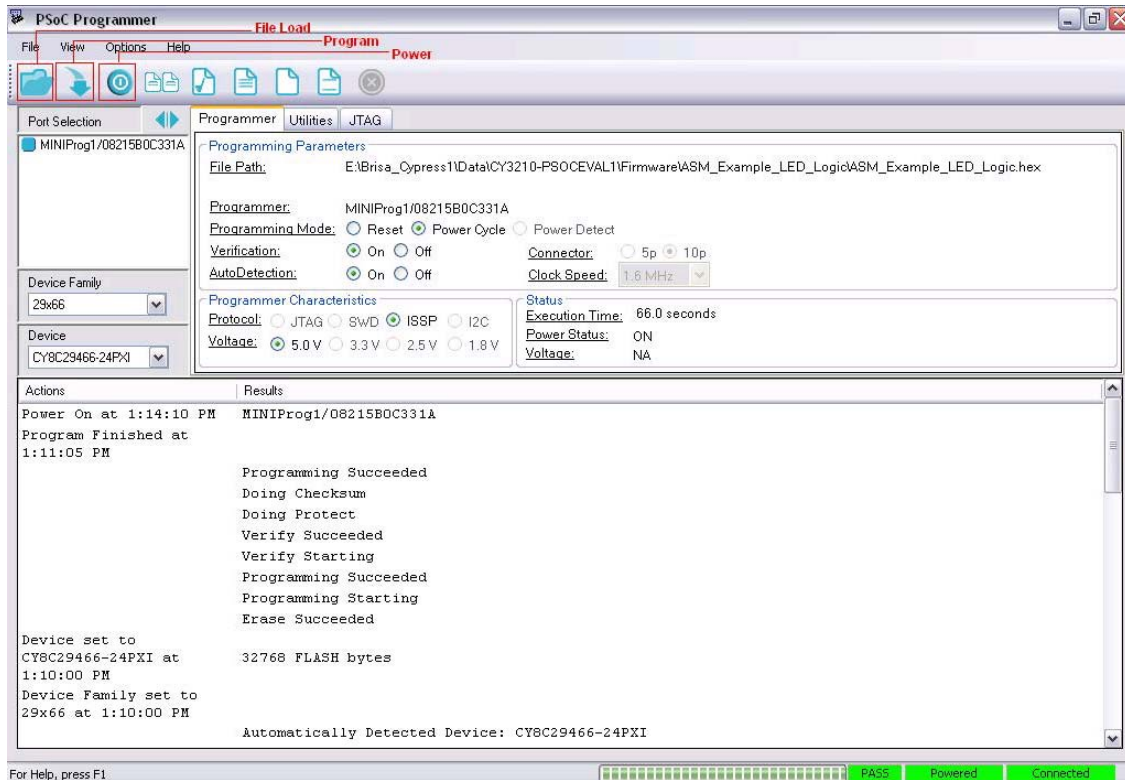 PSoC Programmer
File Load
File View Options Help
Program
Power
Port Selection
Programmer Utilities JTAG
MINIProg1/08215B0C331A
Programming Parameters
File Path: E:\Brisa_Cypress1\Data\CY3210-PSOCEVAL1\Firmware\ASM_Example_LED_Logic\ASM_Example_LED_Logic.hex
Programmer: MINIProg1/08215B0C331A
Programming Mode: Reset Power Cycle Power Detect
Verification: On Off Connector: 5p 10p
AutoDetection: On Off Clock Speed: 1.6 MHz
Device Family
29x66
Device
CY8C29466-24PXI
Programmer Characteristics
Protocol: JTAG SWD ISSP I2C
Voltage: 5.0 V 3.3 V 2.5 V 1.8 V
Status
Execution Time: 66.0 seconds
Power Status: ON
Voltage: NA
Actions Results
Power On at 1:14:10 PM MINIProg1/08215B0C331A
Program Finished at
1:11:05 PM
Programming Succeeded
Doing Checksum
Doing Protect
Verify Succeeded
Verify Starting
Programming Succeeded
Programming Starting
Erase Succeeded
Device set to
CY8C29466-24PXI at 32768 FLASH bytes
1:10:00 PM
Device Family set to
29x66 at 1:10:00 PM
Automatically Detected Device: CY8C29466-24PXI
For Help, press F1 PASS Powered Connected